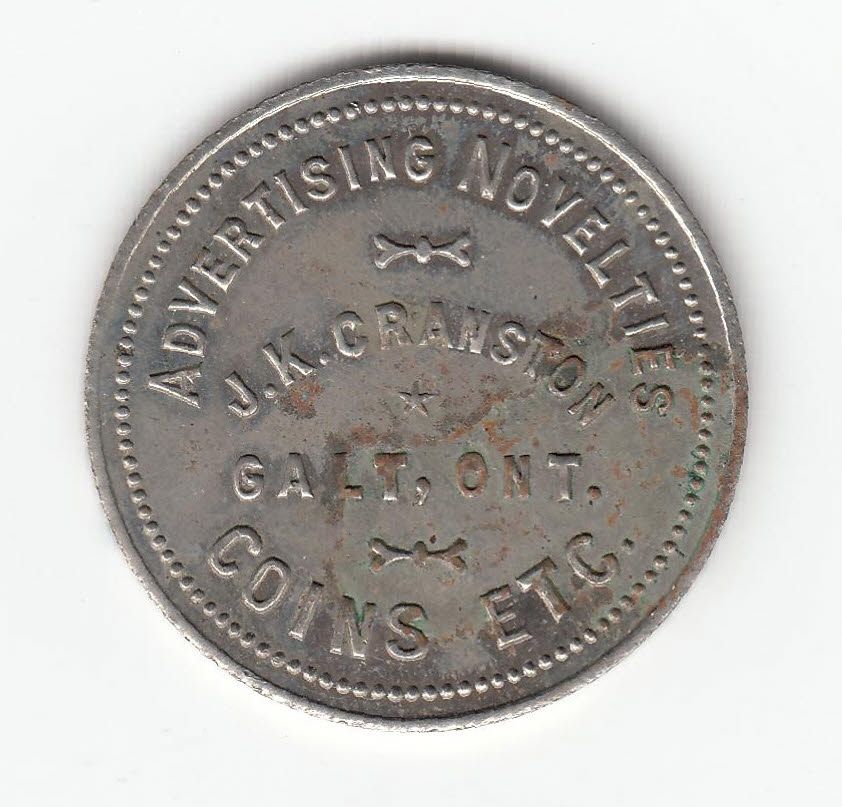 ADVERTISING NOVELTIES
J.K. CRANSTON
GALT, ONT.
COINS ETC.